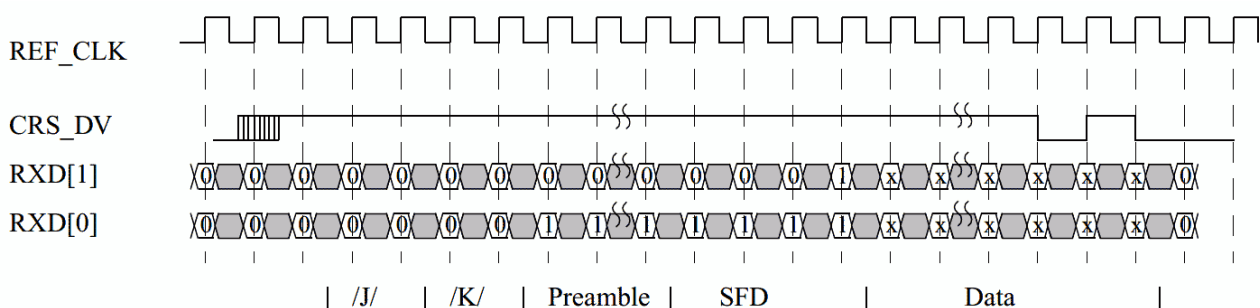 REF_CLK
CRS_DV
RXD[1] 0 0 0 0 0 0 0 0 0 0 0 0 0 1 x x x x x x 0
RXD[0] 0 0 0 0 0 0 0 1 1 1 1 1 1 1 x x x x x x 0
/J/ /K/ Preamble SFD Data